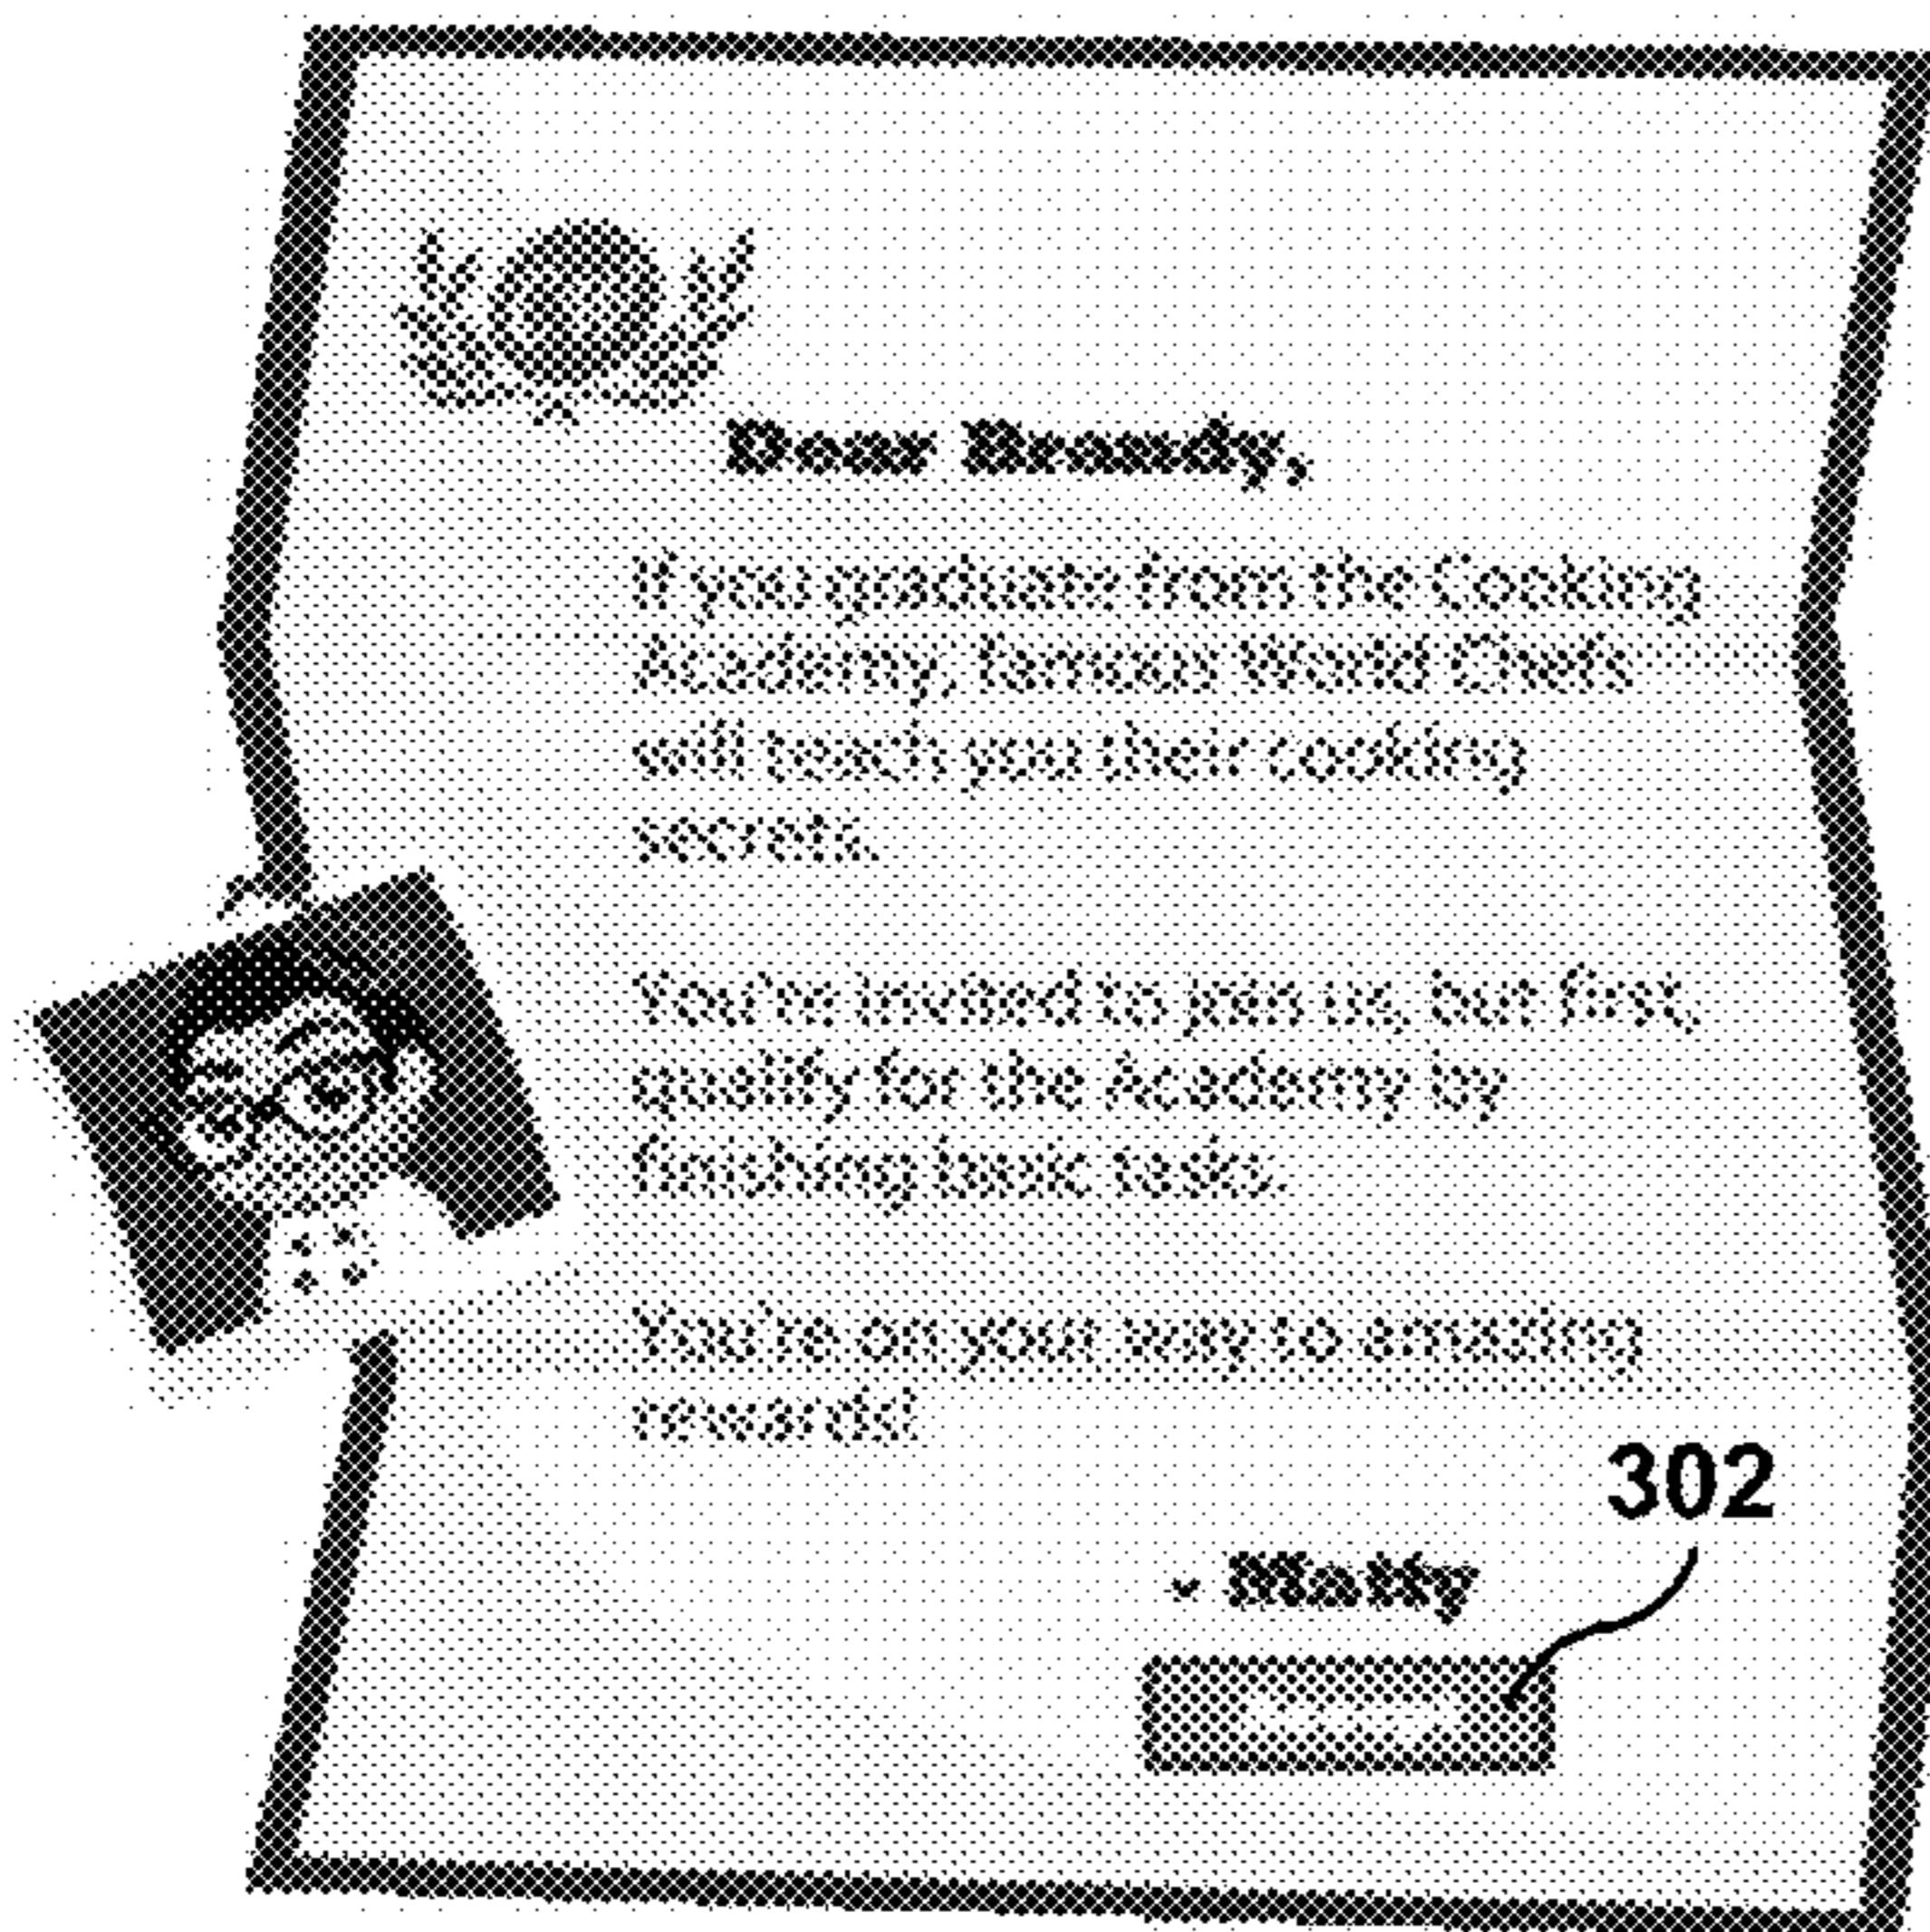 Dear Brandy,
If you graduate from the Cooking
Academy, famous World Chefs
will teach you their cooking
secrets.
You're invited to join us, but first,
qualify for the Academy by
finishing basic tasks.
You're on your way to amazing
rewards!
302
- Matty